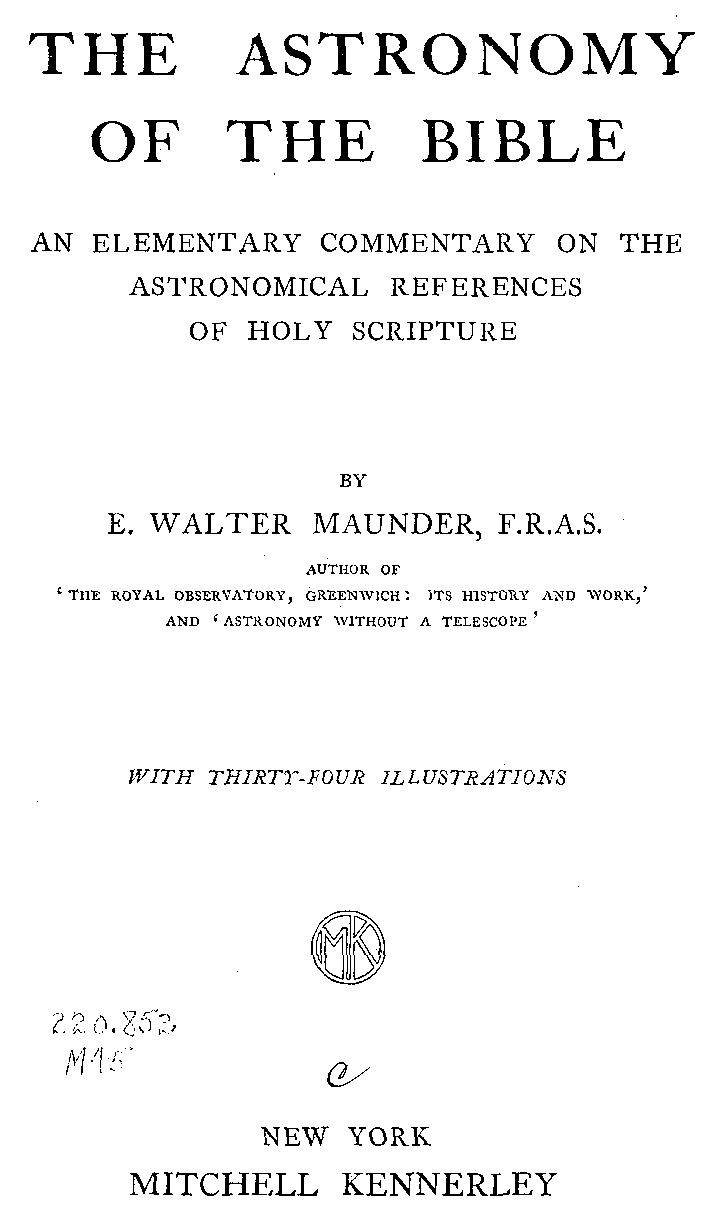 THE ASTRONOMY
OF THE BIBLE
AN ELEMENTARY COMMENTARY ON THE
ASTRONOMICAL REFERENCES
OF HOLY SCRIPTURE
BY
E. WALTER MAUNDER, F.R.A.S.
AUTHOR OF
‘THE ROYAL OBSERVATORY, GREENWICH: ITS HISTORY AND WORK,’
AND ‘ASTRONOMY WITHOUT A TELESCOPE’
WITH THIRTY-FOUR ILLUSTRATIONS
MK
220.852
M45
NEW YORK
MITCHELL KENNERLEY